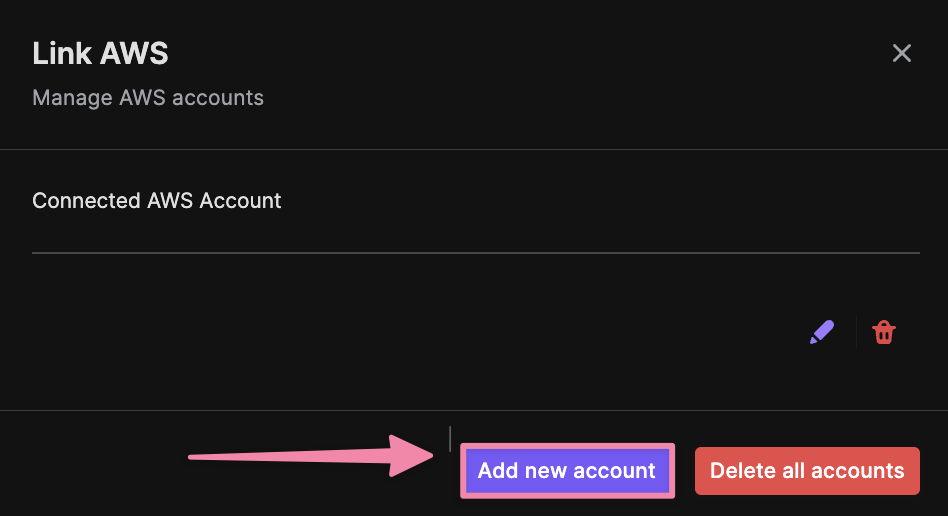 Link AWS
Manage AWS accounts
Connected AWS Account
Add new account
Delete all accounts